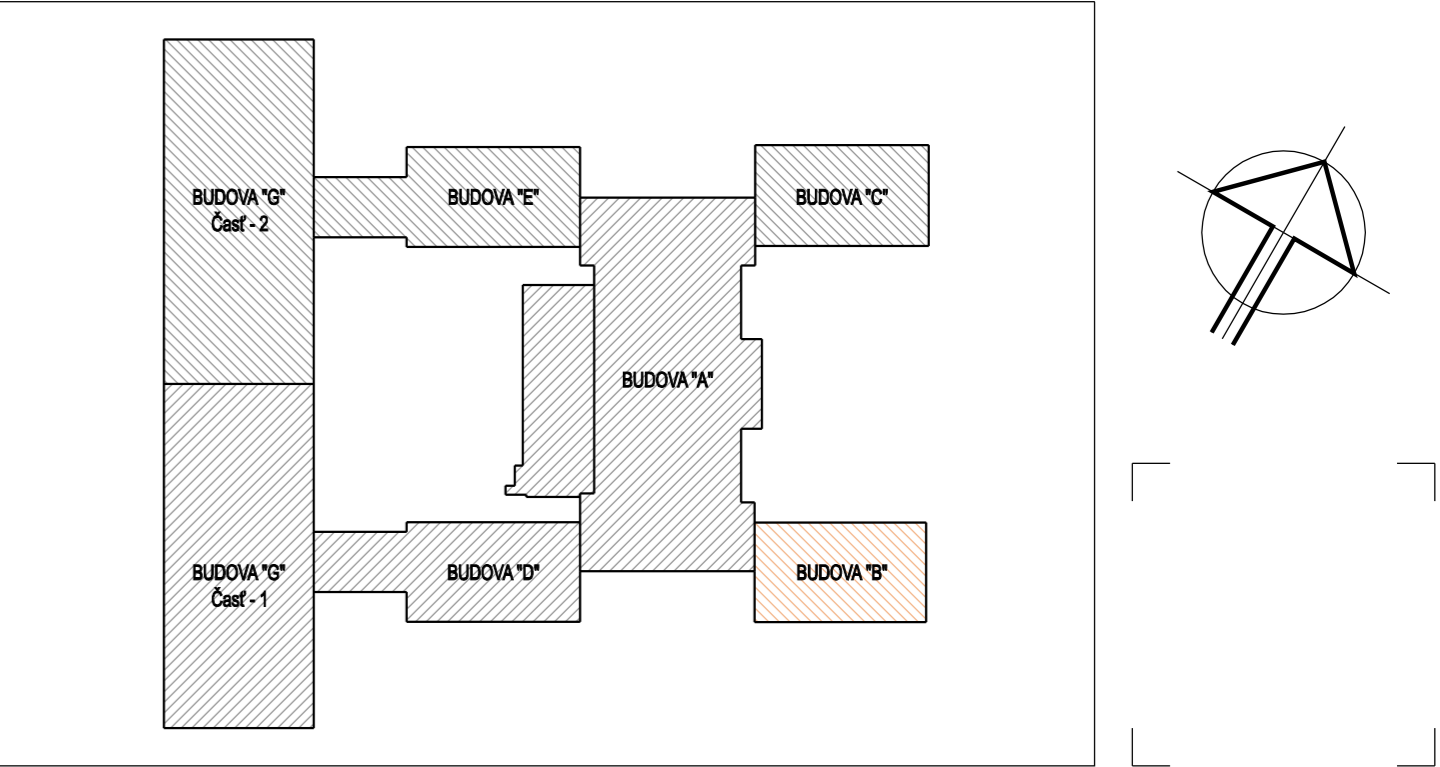 BUDOVA "G"
Časť - 2
BUDOVA "E"
BUDOVA "C"
BUDOVA "A"
BUDOVA "G"
Časť - 1
BUDOVA "D"
BUDOVA "B"